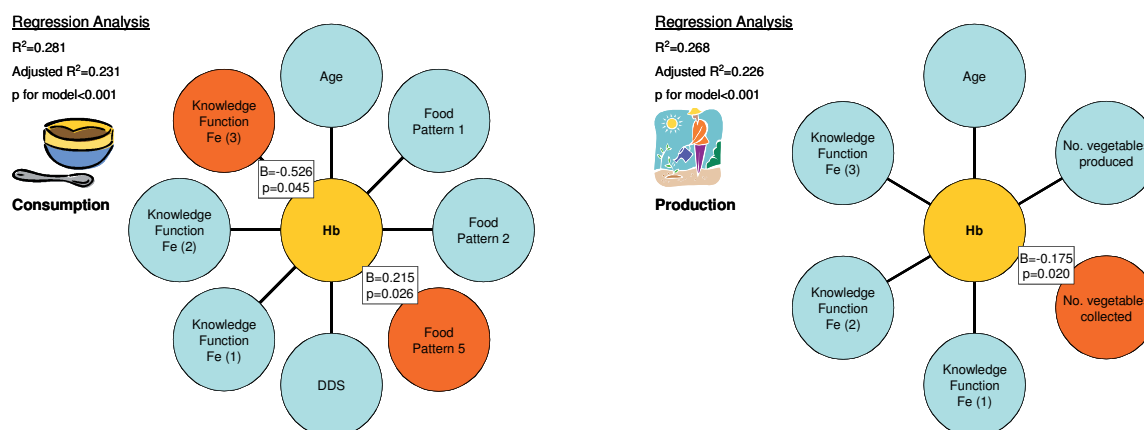 Regression Analysis
R²=0.281
Adjusted R²=0.231
p for model<0.001
Consumption
Age
Food
Pattern 1
Food
Pattern 2
Food
Pattern 5
DDS
Knowledge
Function
Fe (1)
Knowledge
Function
Fe (2)
Knowledge
Function
Fe (3)
Hb
B=-0.526
p=0.045
B=0.215
p=0.026
Regression Analysis
R²=0.268
Adjusted R²=0.226
p for model<0.001
Production
Age
No. vegetable
produced
No. vegetable
collected
Knowledge
Function
Fe (1)
Knowledge
Function
Fe (2)
Knowledge
Function
Fe (3)
Hb
B=-0.175
p=0.020